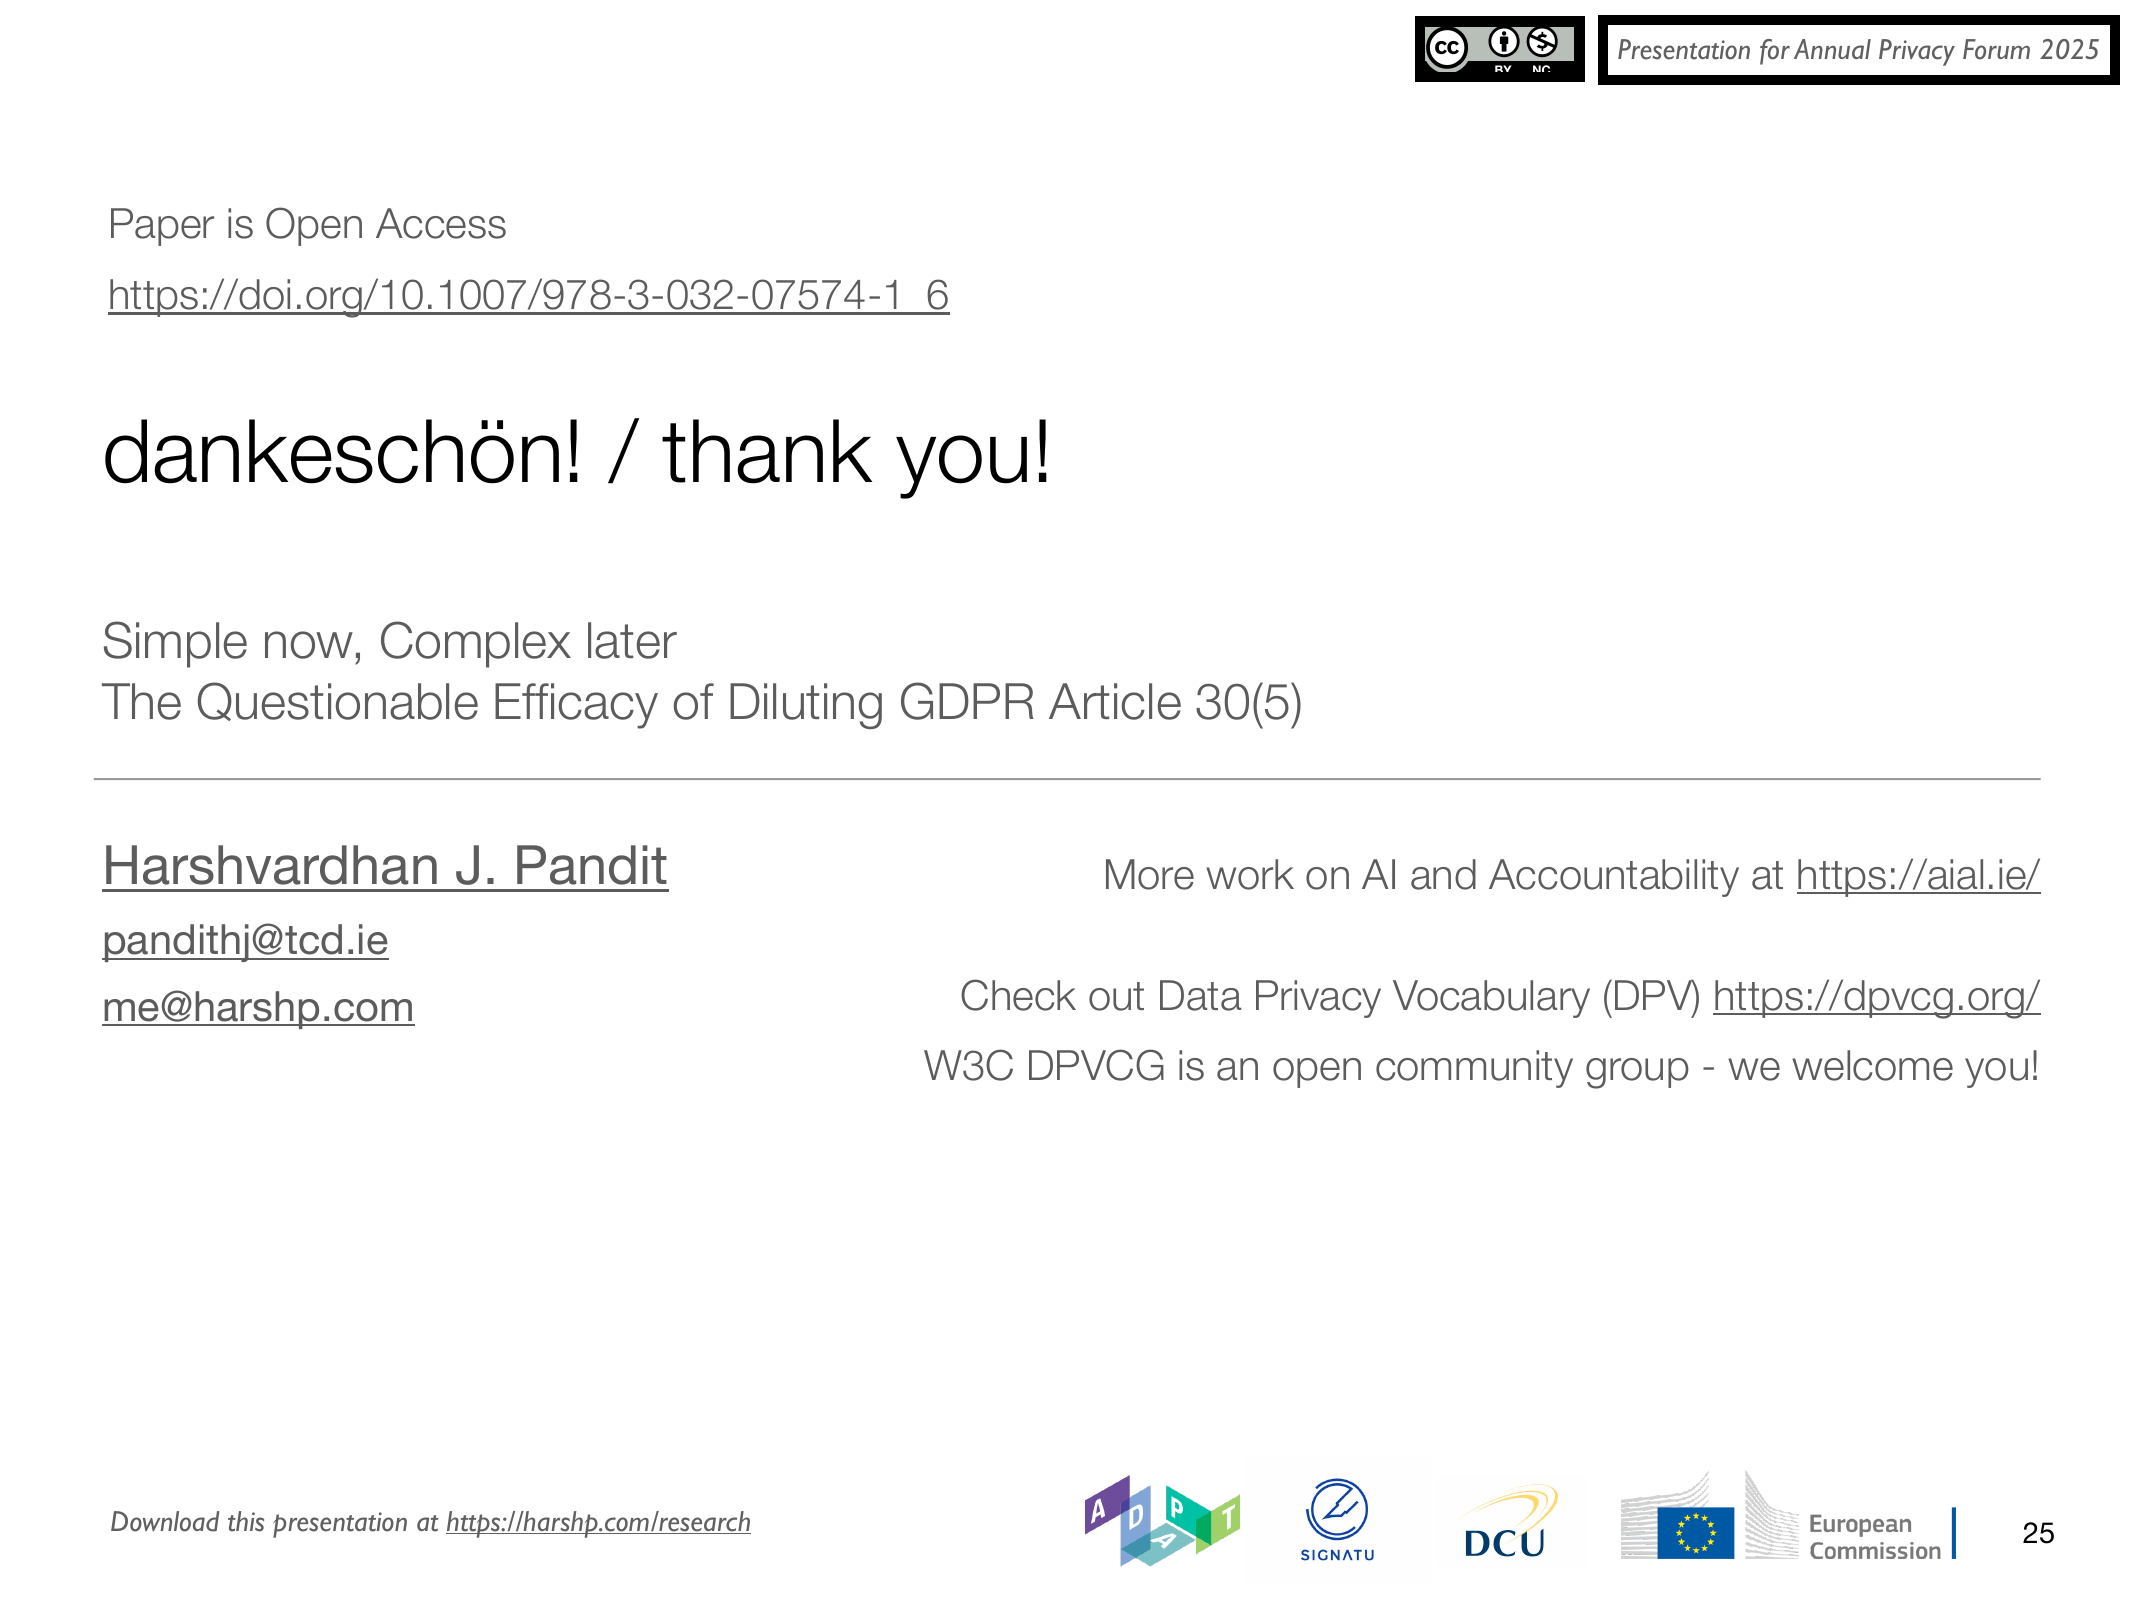 cc BY NC
Presentation for Annual Privacy Forum 2025
Paper is Open Access
https://doi.org/10.1007/978-3-032-07574-1_6
dankeschön! / thank you!
Simple now, Complex later
The Questionable Efficacy of Diluting GDPR Article 30(5)
Harshvardhan J. Pandit
pandithj@tcd.ie
me@harshp.com
More work on AI and Accountability at https://aial.ie/
Check out Data Privacy Vocabulary (DPV) https://dpvcg.org/
W3C DPVCG is an open community group - we welcome you!
Download this presentation at https://harshp.com/research
ADAPT
SIGNATU
DCU
European
Commission
25